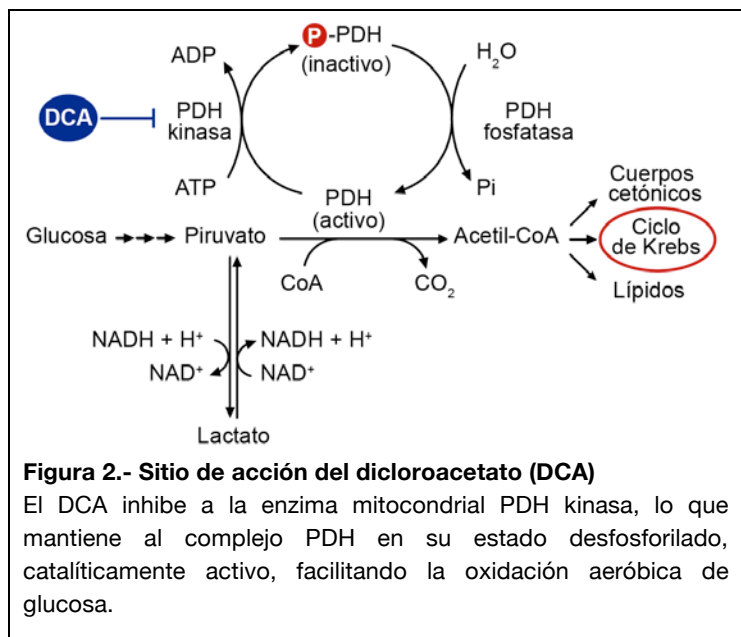 P-PDH
(inactivo)
ADP
H₂O
DCA
PDH
kinasa
PDH
fosfatasa
ATP
Pi
PDH
(activo)
Cuerpos
cetónicos
Glucosa
Piruvato
Acetil-CoA
Ciclo
de Krebs
CoA
CO₂
Lípidos
NADH + H⁺
NADH + H⁺
NAD⁺
NAD⁺
Lactato
Figura 2.- Sitio de acción del dicloroacetato (DCA)
El DCA inhibe a la enzima mitocondrial PDH kinasa, lo que
mantiene al complejo PDH en su estado desfosforilado,
catalíticamente activo, facilitando la oxidación aeróbica de
glucosa.